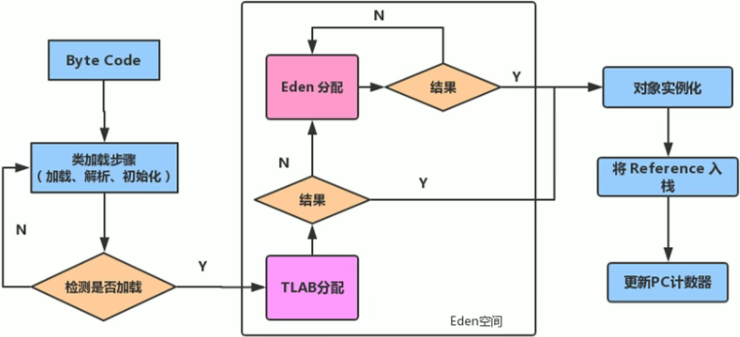 Byte Code
类加载步骤
（加载、解析、初始化）
N
检测是否加载
Y
N
Eden 分配
结果
Y
N
结果
Y
TLAB分配
Eden空间
对象实例化
将 Reference 入
栈
更新PC计数器